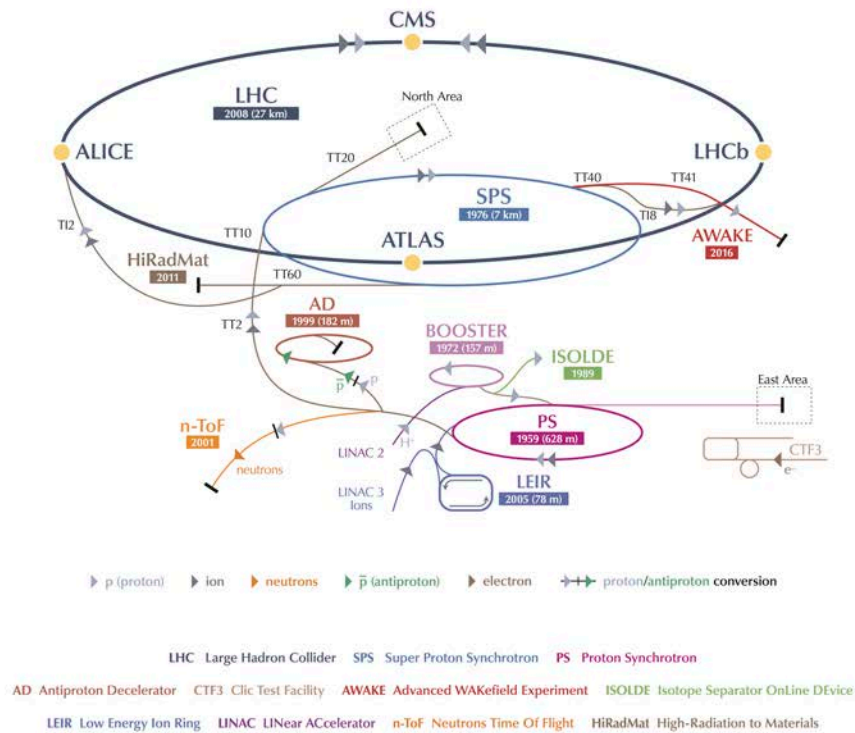 CMS
LHC
2008 (27 km)
North Area
ALICE
LHCb
TT20
TT40
TT41
SPS
1976 (7 km)
TI2
TI8
TT10
ATLAS
AWAKE
2016
HiRadMat
2011
TT60
AD
1999 (182 m)
TT2
BOOSTER
1972 (157 m)
ISOLDE
1989
p
p̅
East Area
n-ToF
2001
PS
1959 (628 m)
LINAC 2
neutrons
CTF3
e⁻
LINAC 3
Ions
LEIR
2005 (78 m)
p (proton) ion neutrons p̅ (antiproton) electron proton/antiproton conversion
LHC Large Hadron Collider SPS Super Proton Synchrotron PS Proton Synchrotron
AD Antiproton Decelerator CTF3 Clic Test Facility AWAKE Advanced WAKefield Experiment ISOLDE Isotope Separator OnLine DEvice
LEIR Low Energy Ion Ring LINAC LINear ACcelerator n-ToF Neutrons Time Of Flight HiRadMat High-Radiation to Materials